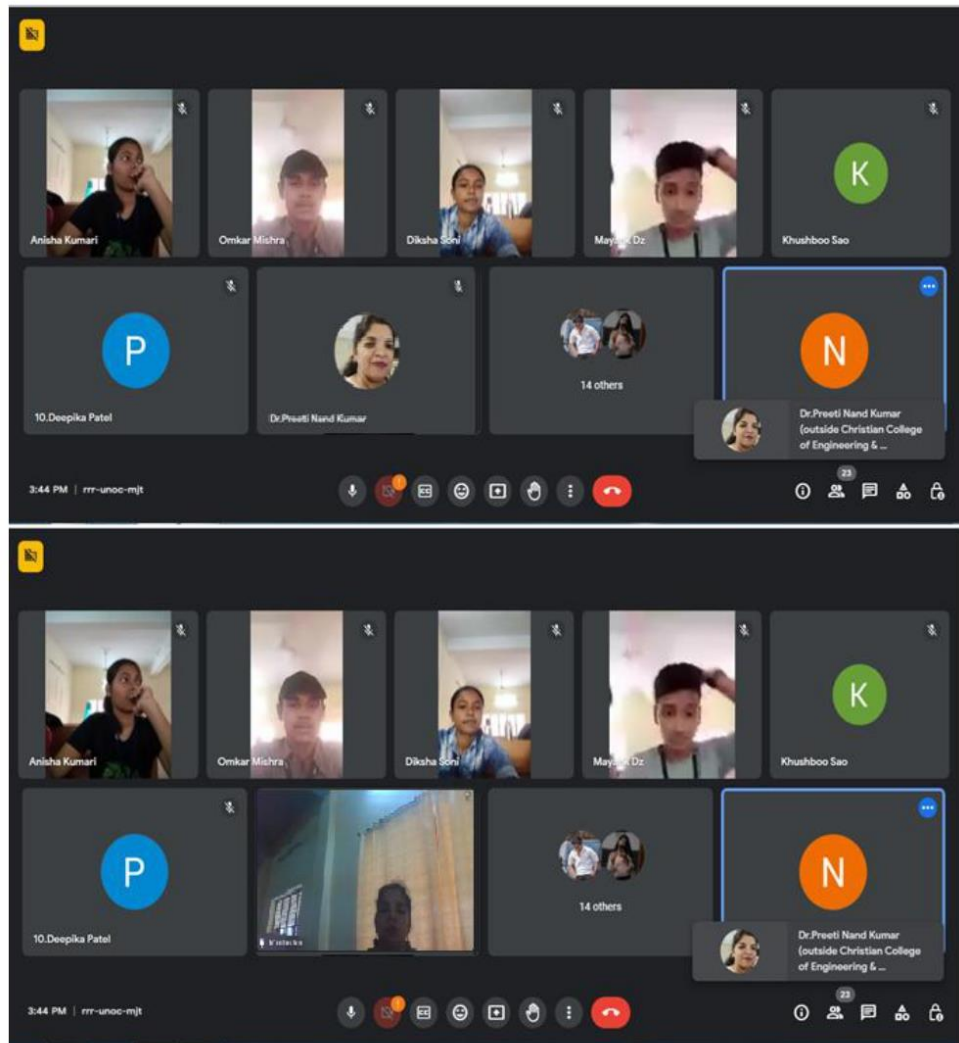 Anisha Kumari
Omkar Mishra
Diksha Soni
K
Khushboo Sao
P
10.Deepika Patel
Dr.Preeti Nand Kumar
14 others
N
Dr.Preeti Nand Kumar
(outside Christian College
of Engineering & ...
3:44 PM | rrr-unoc-mjt
CC
23
Anisha Kumari
Omkar Mishra
Diksha Soni
K
Khushboo Sao
P
10.Deepika Patel
14 others
N
Dr.Preeti Nand Kumar
(outside Christian College
of Engineering & ...
3:44 PM | rrr-unoc-mjt
CC
23